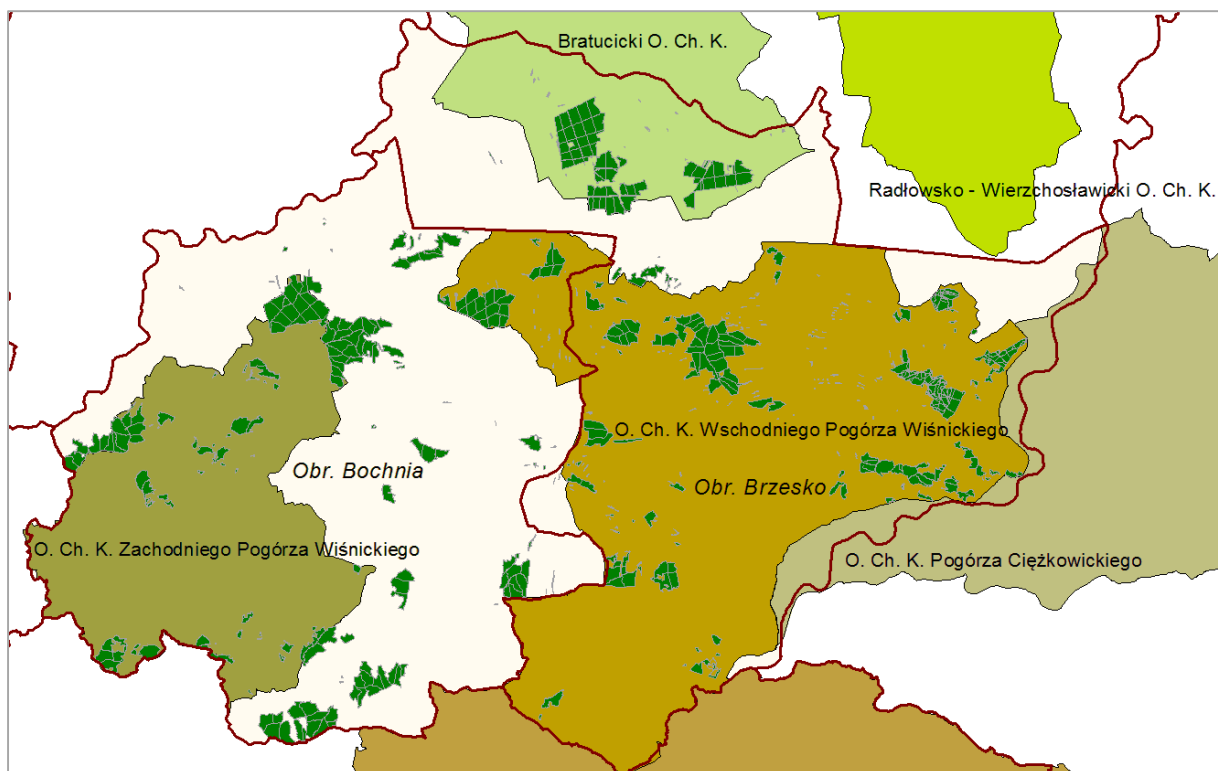 Bratucicki O. Ch. K.
Radłowsko - Wierzchosławicki O. Ch. K.
O. Ch. K. Wschodniego Pogórza Wiśnickiego
Obr. Bochnia
Obr. Brzesko
O. Ch. K. Zachodniego Pogórza Wiśnickiego
O. Ch. K. Pogórza Ciężkowickiego